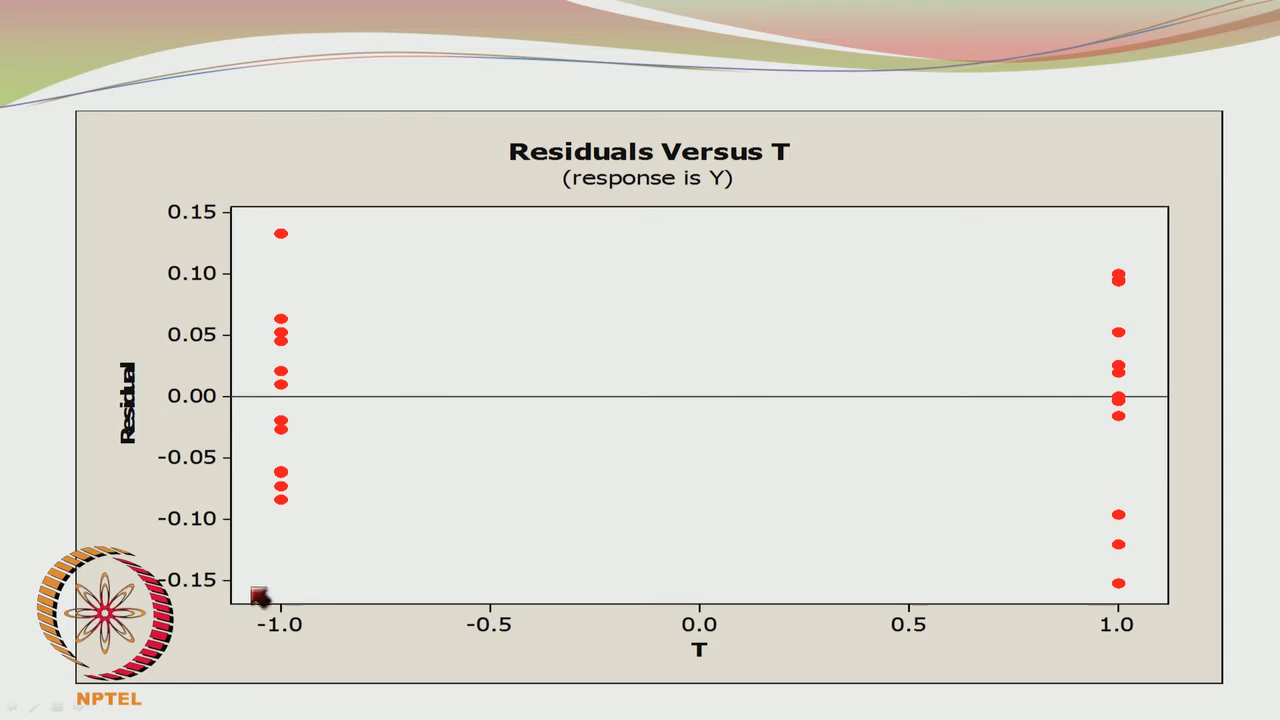 Residuals Versus T
(response is Y)
0.15
0.10
0.05
0.00
-0.05
-0.10
-0.15
Residual
-1.0 -0.5 0.0 0.5 1.0
T
NPTEL